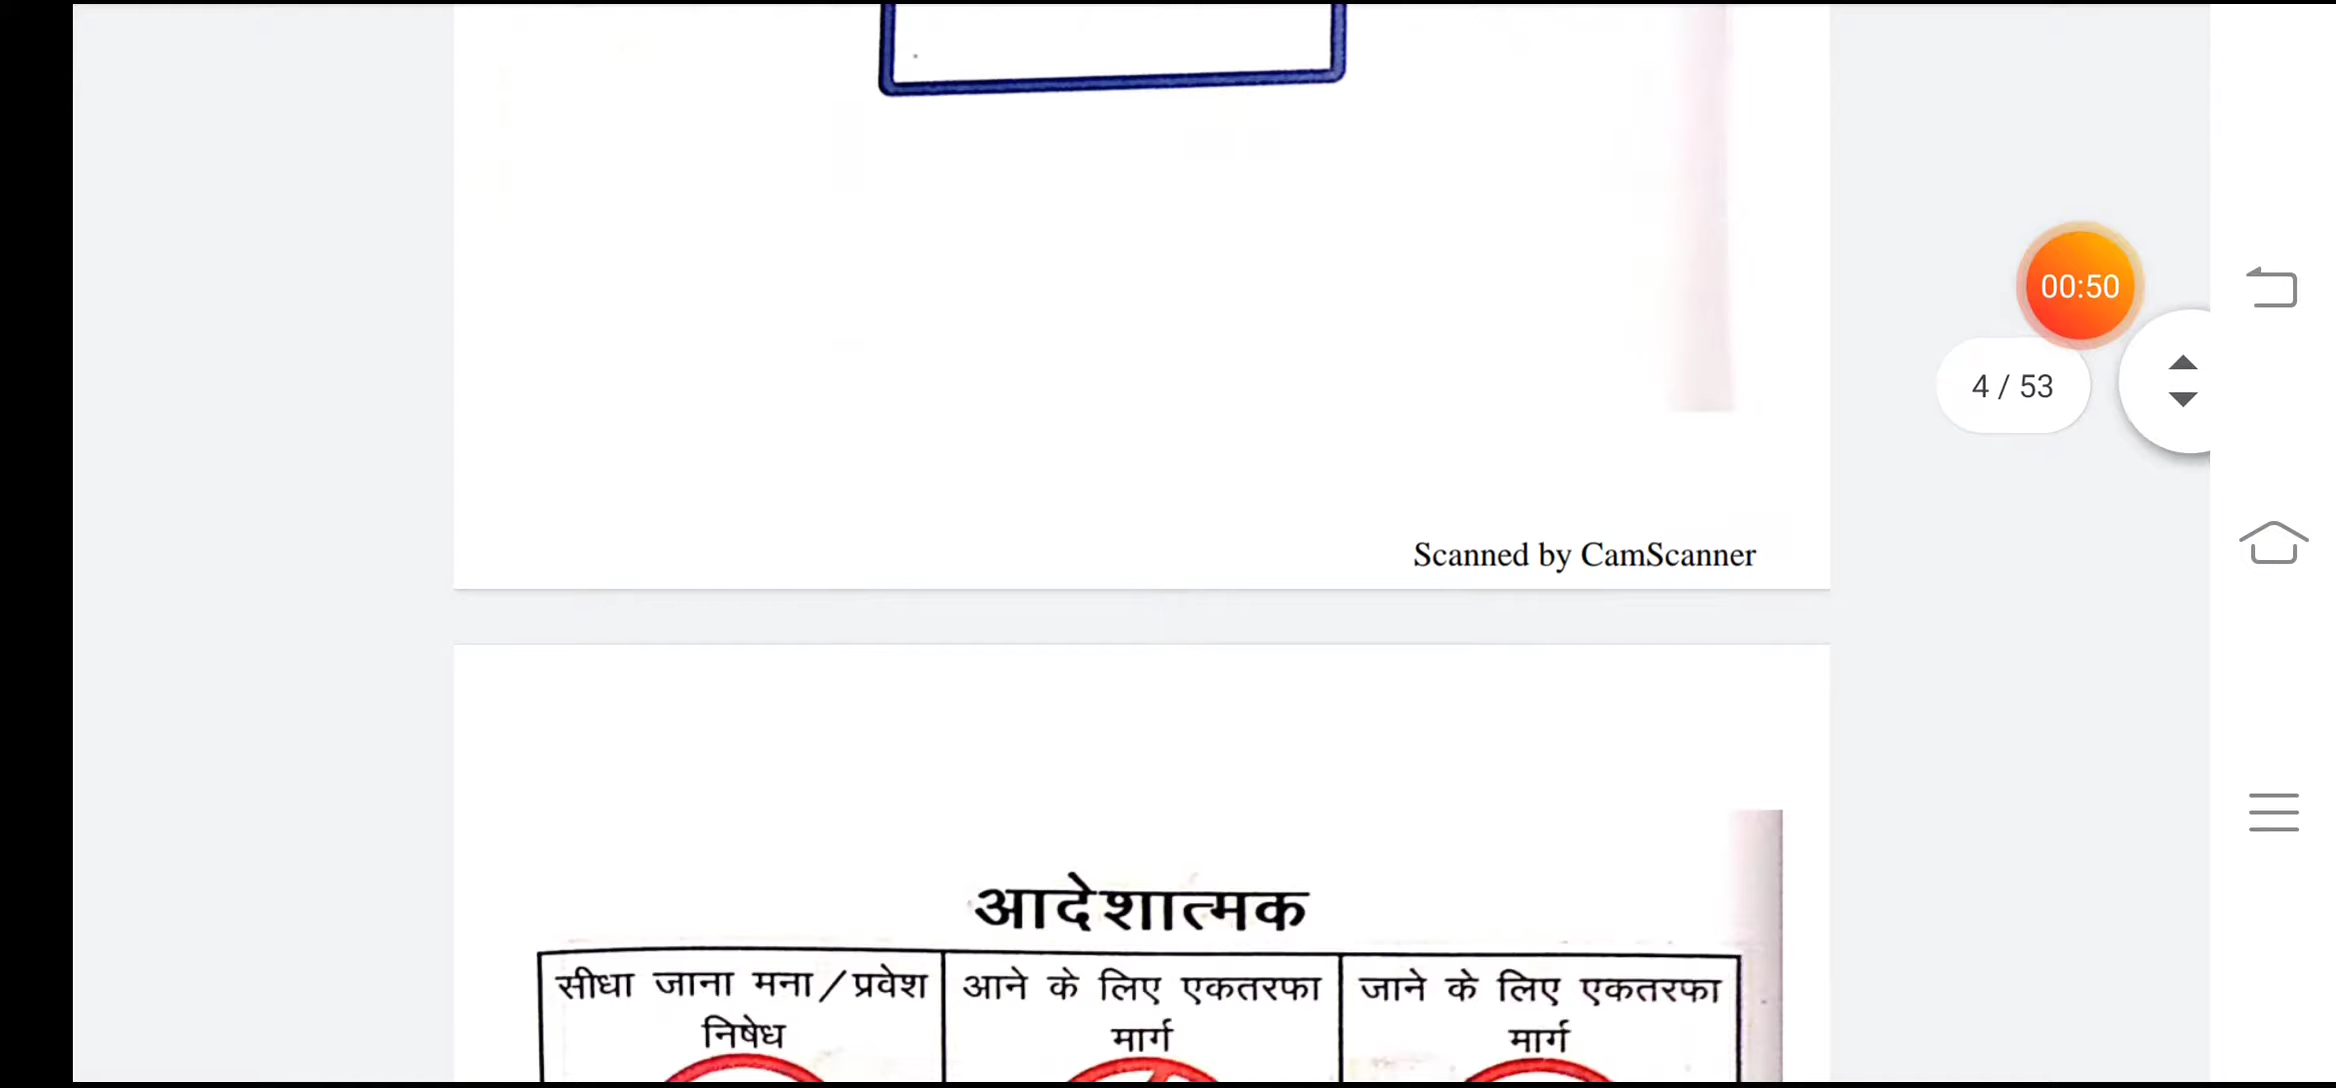 00:50
4 / 53
Scanned by CamScanner
आदेशात्मक
सीधा जाना मना/प्रवेश निषेध
आने के लिए एकतरफा मार्ग
जाने के लिए एकतरफा मार्ग